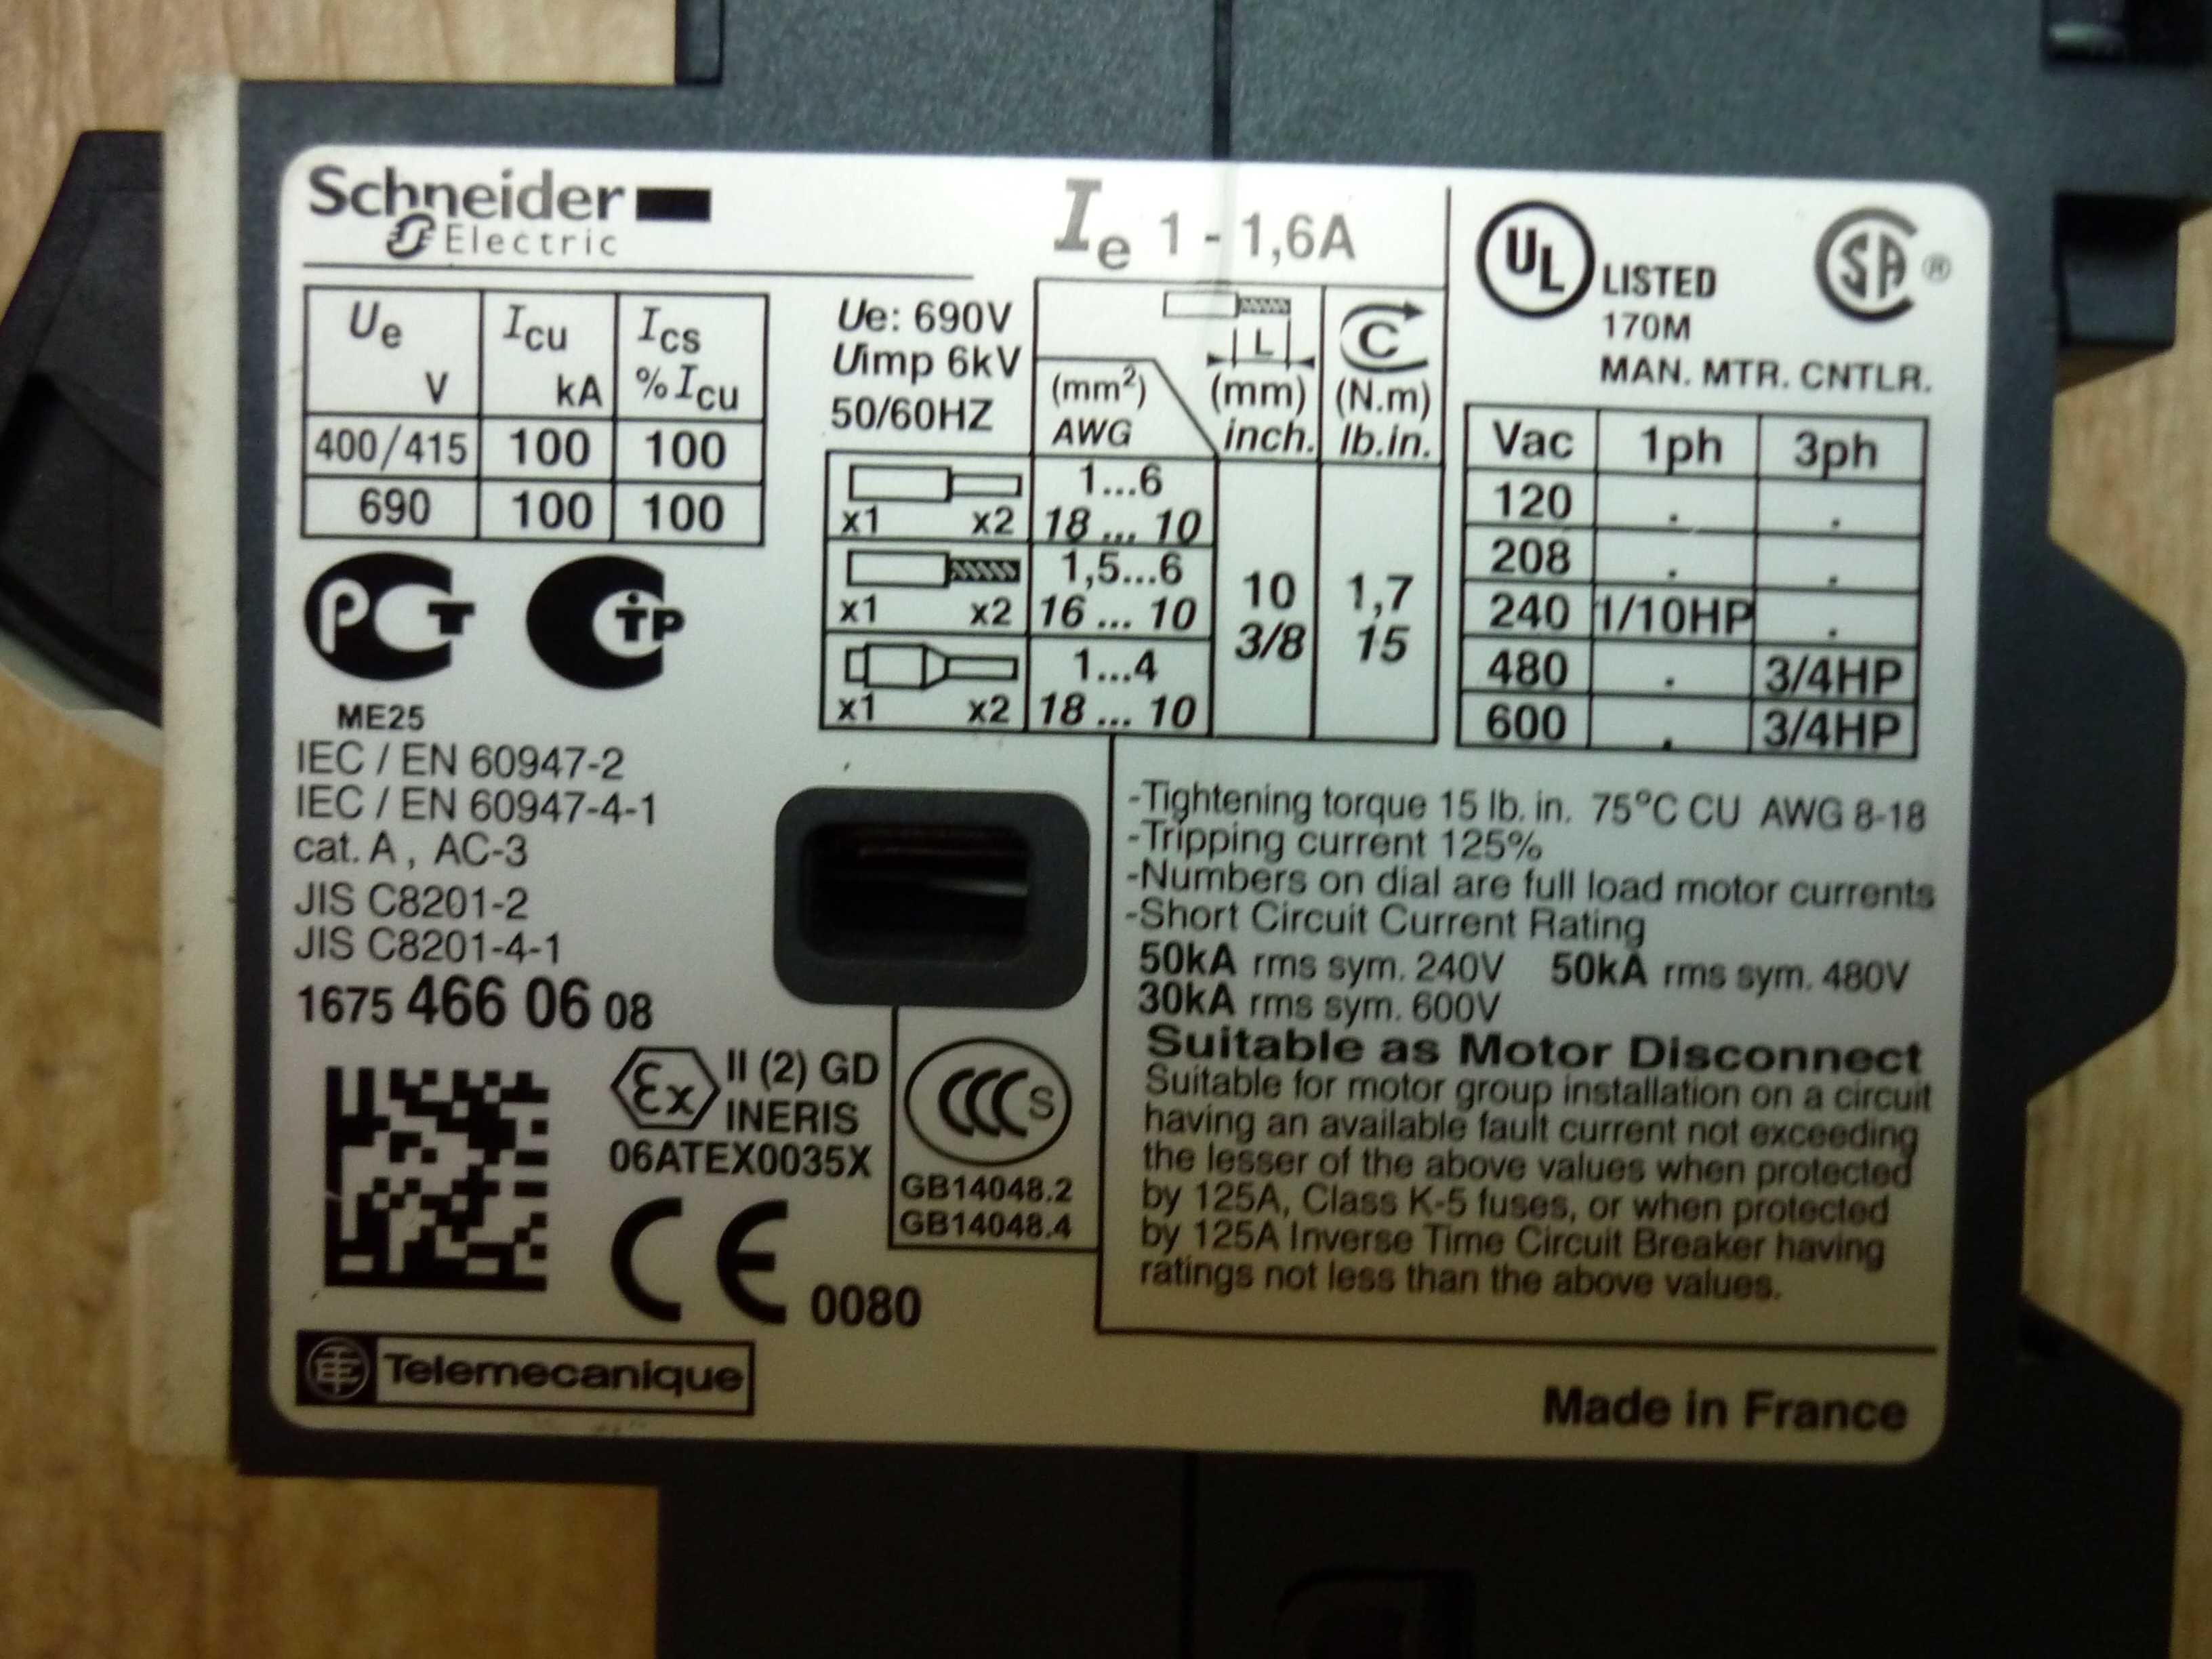 Schneider
Electric
Ie 1 - 1,6A
Ue V Icu kA Ics %Icu
400/415 100 100
690 100 100
Ue: 690V
Uimp 6kV
50/60HZ
L
(mm²) (mm) C (N.m)
AWG inch. lb.in.
x1 x2 1...6
18 ... 10
x1 x2 1,5...6
16 ... 10
x1 x2 1...4
18 ... 10
10 1,7
3/8 15
UL LISTED SA ®
170M
MAN. MTR. CNTLR.
Vac 1ph 3ph
120 . .
208 . .
240 1/10HP .
480 . 3/4HP
600 . 3/4HP
PCT CTP
ME25
IEC / EN 60947-2
IEC / EN 60947-4-1
cat. A , AC-3
JIS C8201-2
JIS C8201-4-1
1675 466 06 08
Ex II (2) GD
INERIS
06ATEX0035X
CE 0080
CCC S
GB14048.2
GB14048.4
-Tightening torque 15 lb. in. 75°C CU AWG 8-18
-Tripping current 125%
-Numbers on dial are full load motor currents
-Short Circuit Current Rating
50kA rms sym. 240V 50kA rms sym. 480V
30kA rms sym. 600V
Suitable as Motor Disconnect
Suitable for motor group installation on a circuit
having an available fault current not exceeding
the lesser of the above values when protected
by 125A, Class K-5 fuses, or when protected
by 125A Inverse Time Circuit Breaker having
ratings not less than the above values.
Telemecanique
Made in France